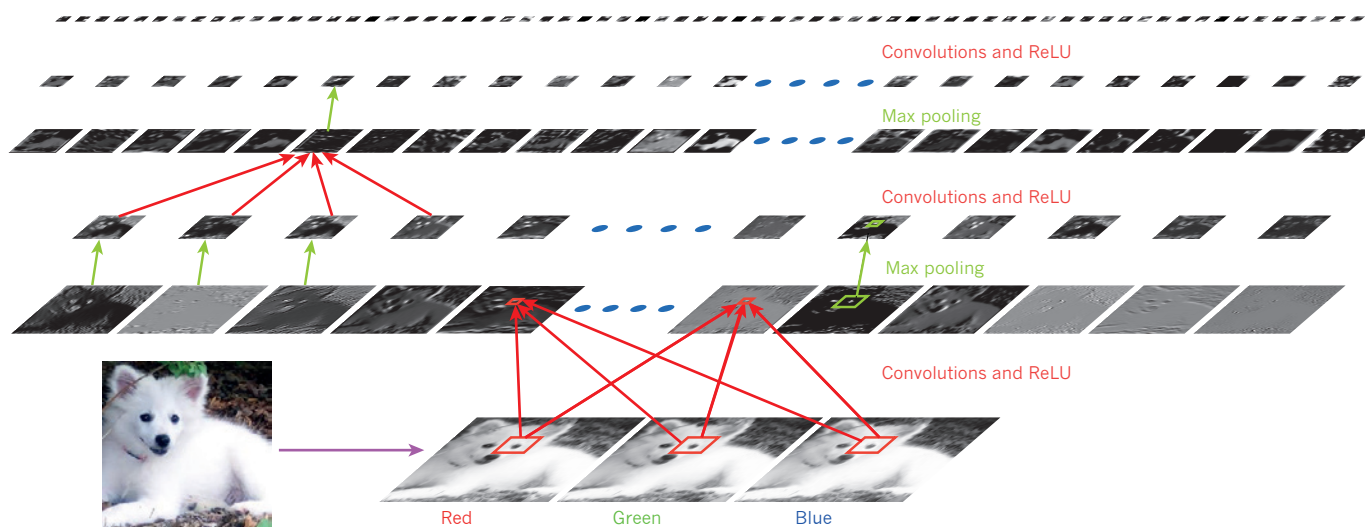 Convolutions and ReLU
Max pooling
Convolutions and ReLU
Max pooling
Convolutions and ReLU
Red Green Blue